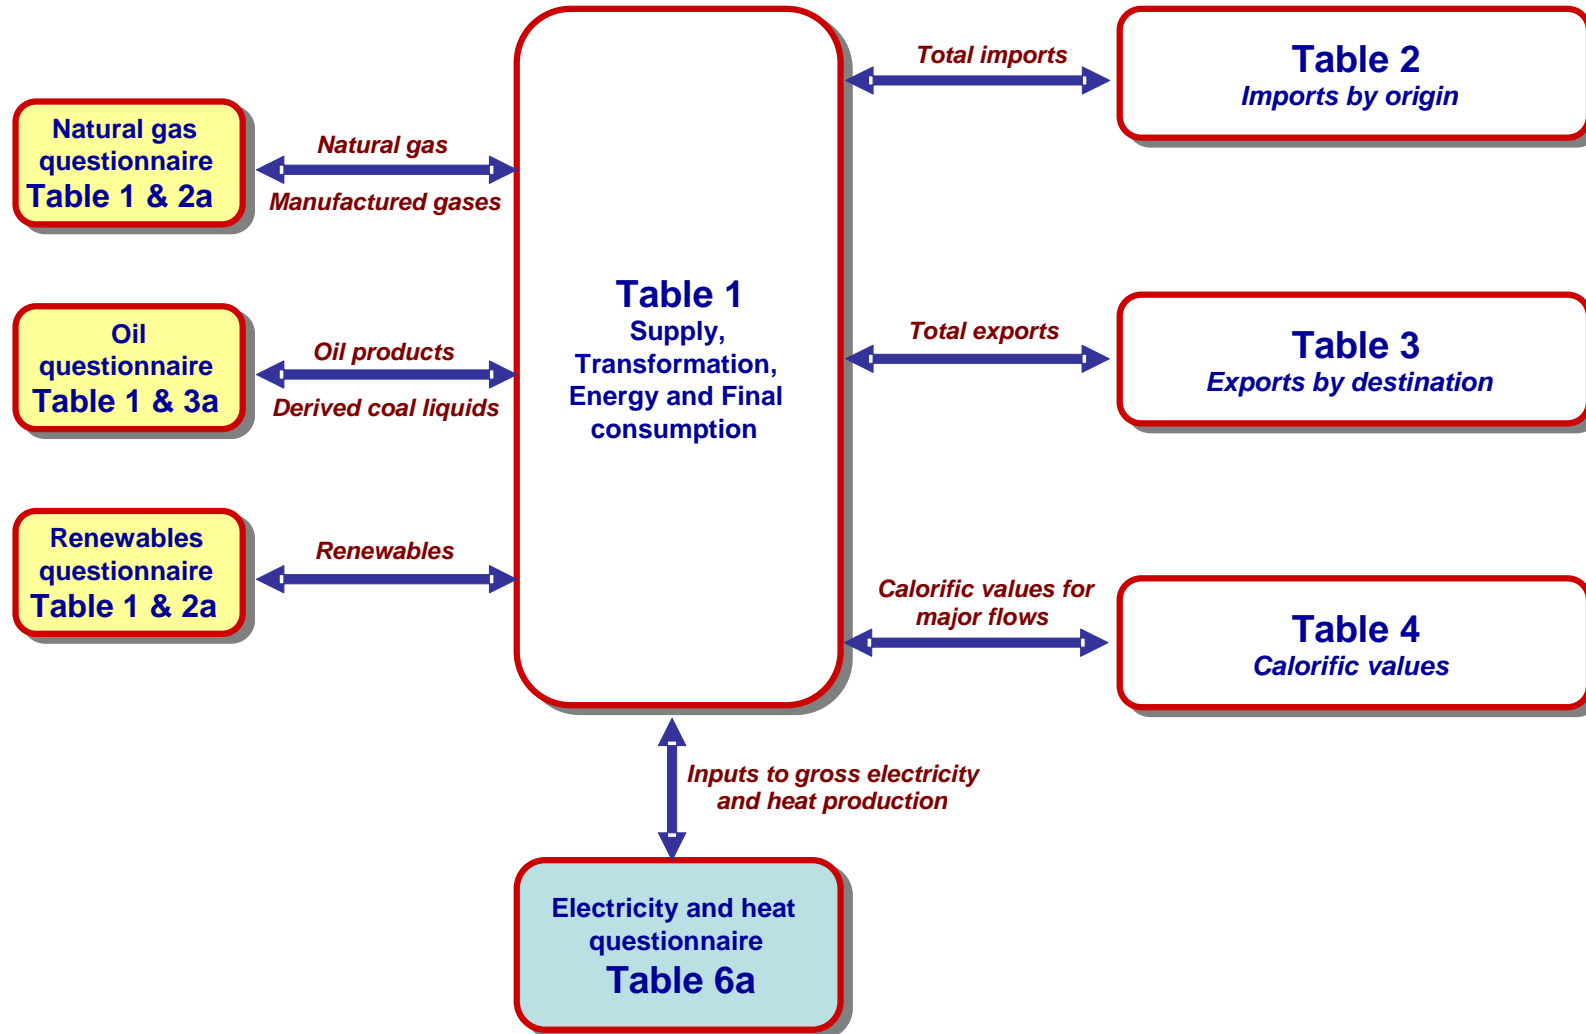 Natural gas
questionnaire
Table 1 & 2a
Natural gas
Manufactured gases
Oil
questionnaire
Table 1 & 3a
Oil products
Derived coal liquids
Renewables
questionnaire
Table 1 & 2a
Renewables
Table 1
Supply,
Transformation,
Energy and Final
consumption
Total imports
Table 2
Imports by origin
Total exports
Table 3
Exports by destination
Calorific values for
major flows
Table 4
Calorific values
Inputs to gross electricity
and heat production
Electricity and heat
questionnaire
Table 6a